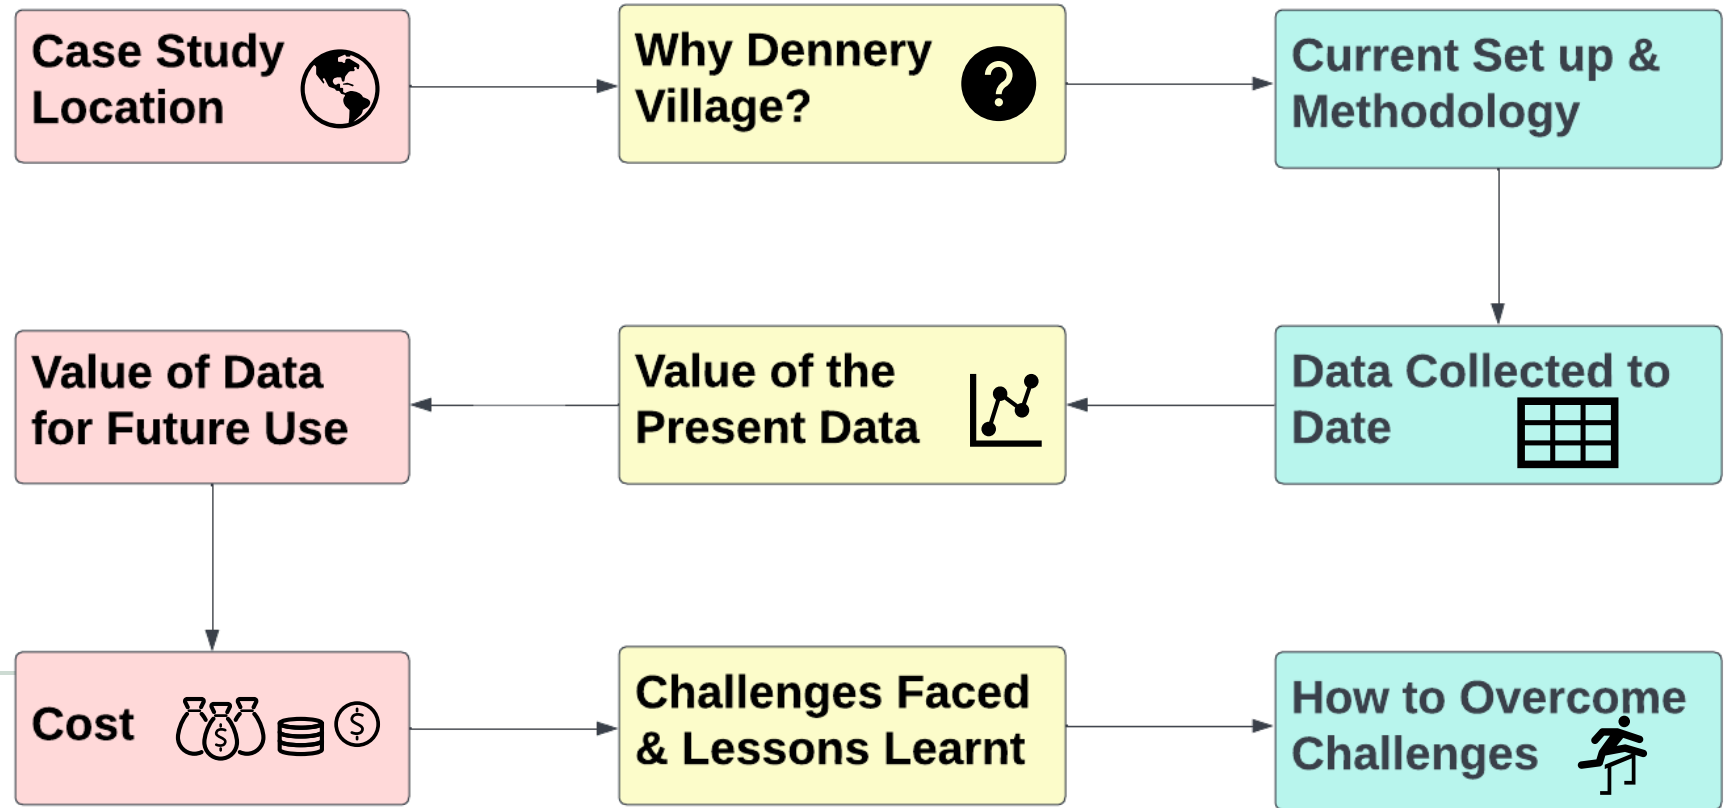 Case Study
Location
Why Dennery
Village?
Current Set up &
Methodology
Value of Data
for Future Use
Value of the
Present Data
Data Collected to
Date
Cost
Challenges Faced
& Lessons Learnt
How to Overcome
Challenges